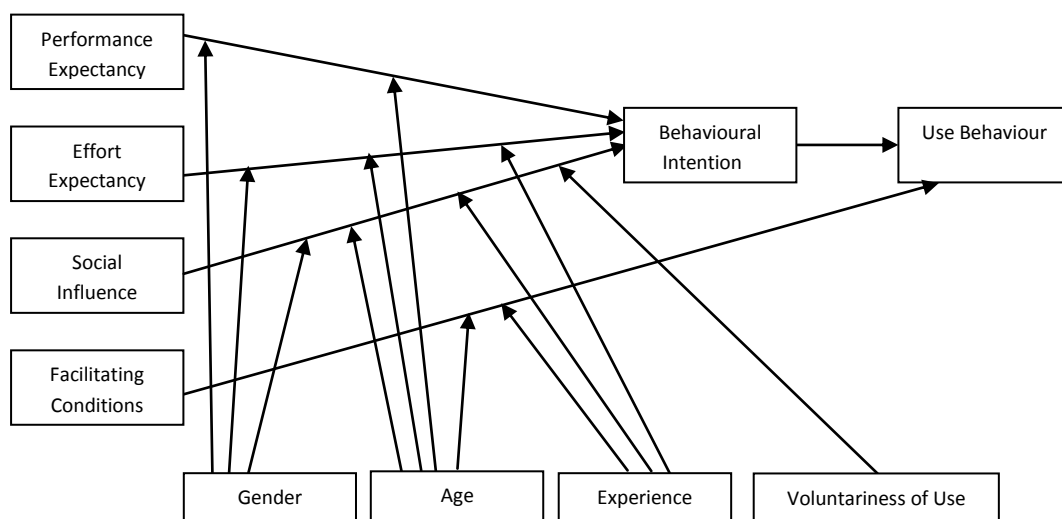 Performance
Expectancy
Effort
Expectancy
Social
Influence
Facilitating
Conditions
Behavioural
Intention
Use Behaviour
Gender
Age
Experience
Voluntariness of Use